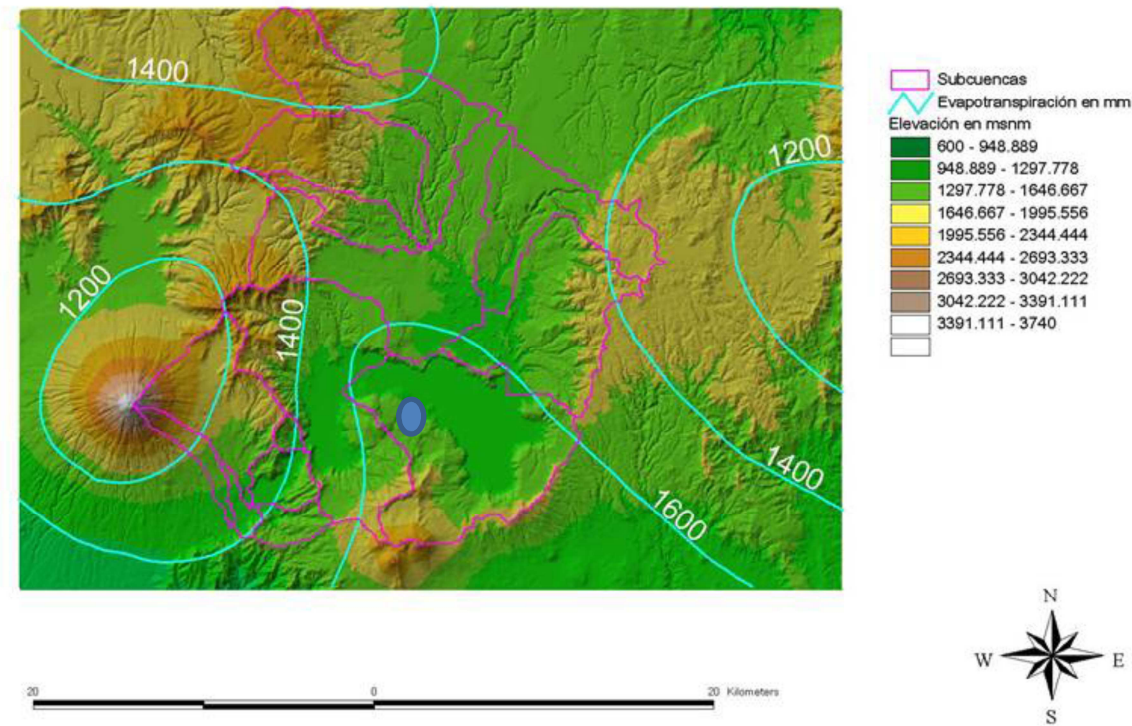 1400
1200
1200
1400
1400
1600
Subcuencas
Evapotranspiración en mm
Elevación en msnm
600 - 948.889
948.889 - 1297.778
1297.778 - 1646.667
1646.667 - 1995.556
1995.556 - 2344.444
2344.444 - 2693.333
2693.333 - 3042.222
3042.222 - 3391.111
3391.111 - 3740
N
W E
S
20 0 20 Kilometers